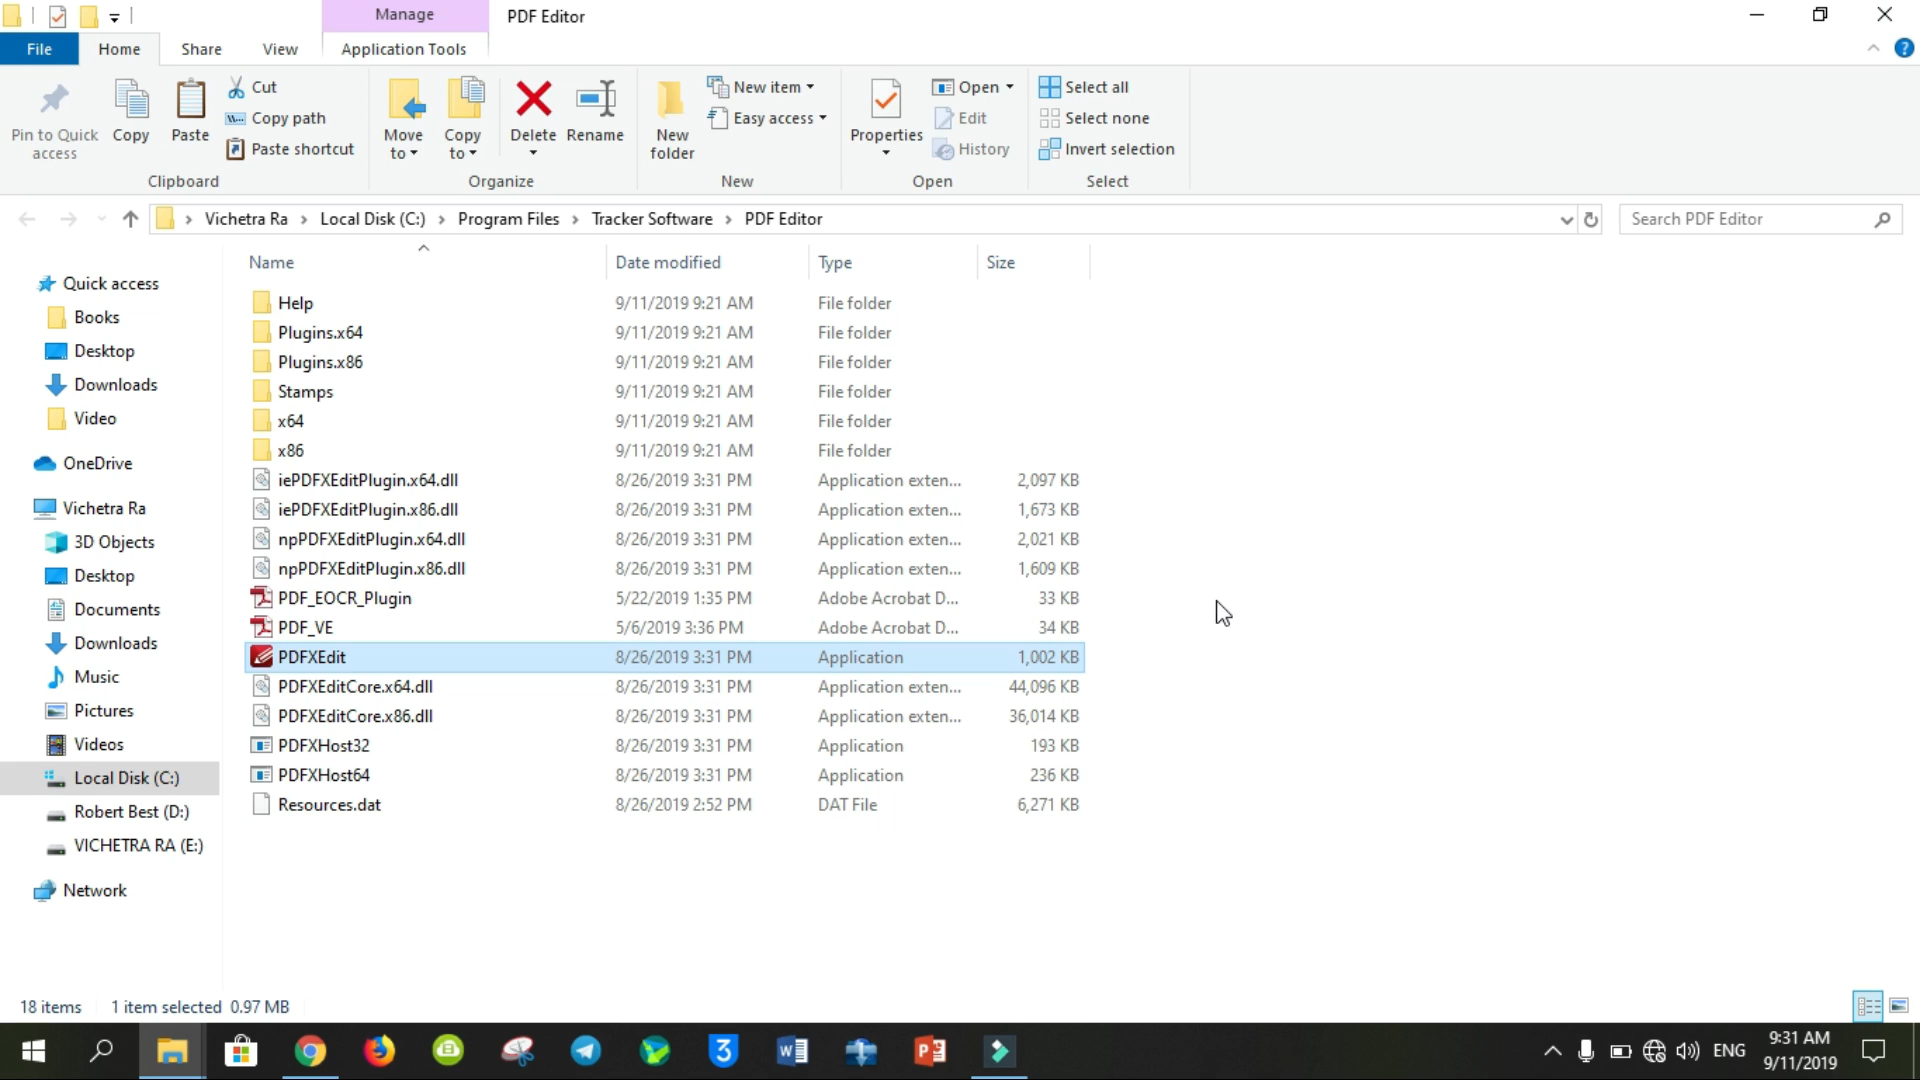 Manage
PDF Editor
File
Home
Share
View
Application Tools
Pin to Quick access
Copy
Paste
Cut
Copy path
Paste shortcut
Clipboard
Move to
Copy to
Delete
Rename
Organize
New folder
New item
Easy access
New
Properties
Open
Edit
History
Open
Select all
Select none
Invert selection
Select
Vichetra Ra
Local Disk (C:)
Program Files
Tracker Software
PDF Editor
Search PDF Editor
Quick access
Books
Desktop
Downloads
Video
OneDrive
Vichetra Ra
3D Objects
Desktop
Documents
Downloads
Music
Pictures
Videos
Local Disk (C:)
Robert Best (D:)
VICHETRA RA (E:)
Network
Name Date modified Type Size
Help 9/11/2019 9:21 AM File folder
Plugins.x64 9/11/2019 9:21 AM File folder
Plugins.x86 9/11/2019 9:21 AM File folder
Stamps 9/11/2019 9:21 AM File folder
x64 9/11/2019 9:21 AM File folder
x86 9/11/2019 9:21 AM File folder
iePDFXEditPlugin.x64.dll 8/26/2019 3:31 PM Application exten... 2,097 KB
iePDFXEditPlugin.x86.dll 8/26/2019 3:31 PM Application exten... 1,673 KB
npPDFXEditPlugin.x64.dll 8/26/2019 3:31 PM Application exten... 2,021 KB
npPDFXEditPlugin.x86.dll 8/26/2019 3:31 PM Application exten... 1,609 KB
PDF_EOCR_Plugin 5/22/2019 1:35 PM Adobe Acrobat D... 33 KB
PDF_VE 5/6/2019 3:36 PM Adobe Acrobat D... 34 KB
PDFXEdit 8/26/2019 3:31 PM Application 1,002 KB
PDFXEditCore.x64.dll 8/26/2019 3:31 PM Application exten... 44,096 KB
PDFXEditCore.x86.dll 8/26/2019 3:31 PM Application exten... 36,014 KB
PDFXHost32 8/26/2019 3:31 PM Application 193 KB
PDFXHost64 8/26/2019 3:31 PM Application 236 KB
Resources.dat 8/26/2019 2:52 PM DAT File 6,271 KB
18 items 1 item selected 0.97 MB
ENG
9:31 AM
9/11/2019